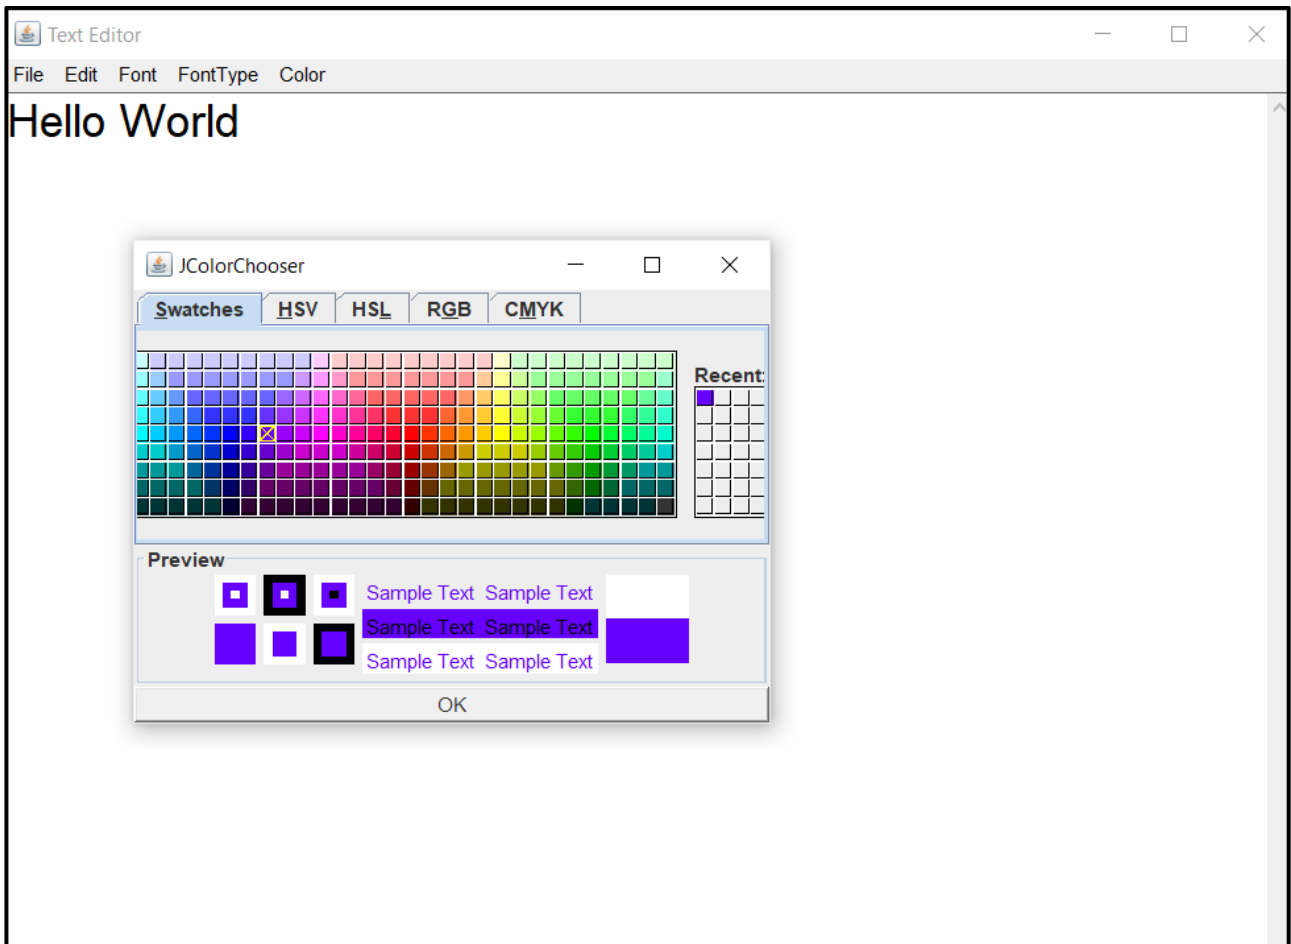 Text Editor
File Edit Font FontType Color
Hello World
JColorChooser
Swatches HSV HSL RGB CMYK
Recent:
Preview
Sample Text Sample Text
Sample Text Sample Text
Sample Text Sample Text
OK